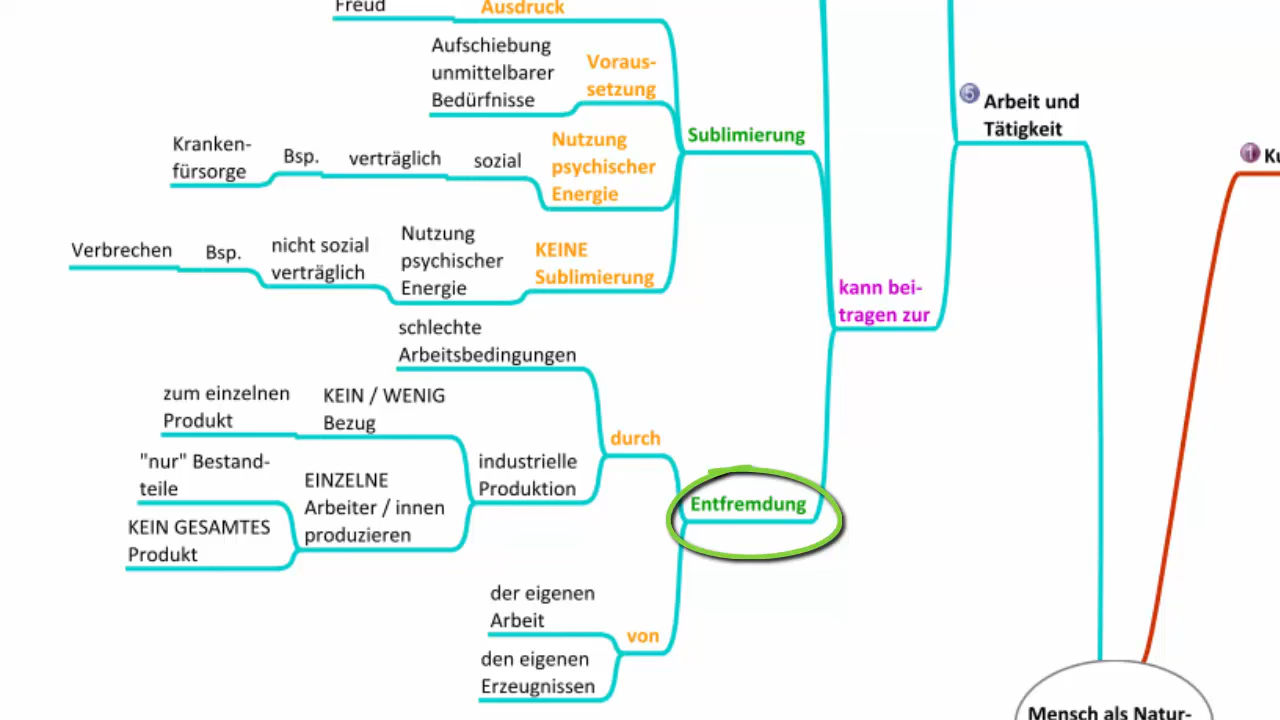 Freud
Ausdruck
Aufschiebung
unmittelbarer
Bedürfnisse
Voraus-
setzung
Kranken-
fürsorge
Bsp.
verträglich
sozial
Nutzung
psychischer
Energie
Sublimierung
Verbrechen
Bsp.
nicht sozial
verträglich
Nutzung
psychischer
Energie
KEINE
Sublimierung
5
Arbeit und
Tätigkeit
1
kann bei-
tragen zur
schlechte
Arbeitsbedingungen
zum einzelnen
Produkt
KEIN / WENIG
Bezug
durch
"nur" Bestand-
teile
KEIN GESAMTES
Produkt
EINZELNE
Arbeiter / innen
produzieren
industrielle
Produktion
Entfremdung
der eigenen
Arbeit
den eigenen
Erzeugnissen
von
Mensch als Natur-